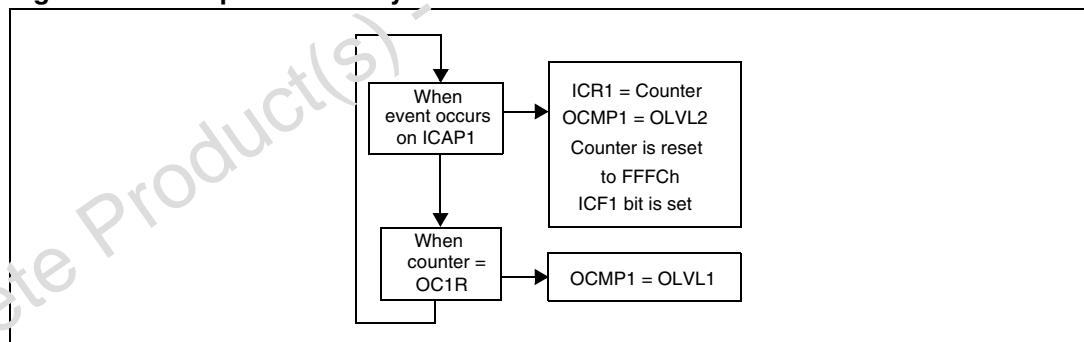 Product(s) -
When
event occurs
on ICAP1
ICR1 = Counter
OCMP1 = OLVL2
Counter is reset
to FFFCh
ICF1 bit is set
When
counter =
OC1R
OCMP1 = OLVL1